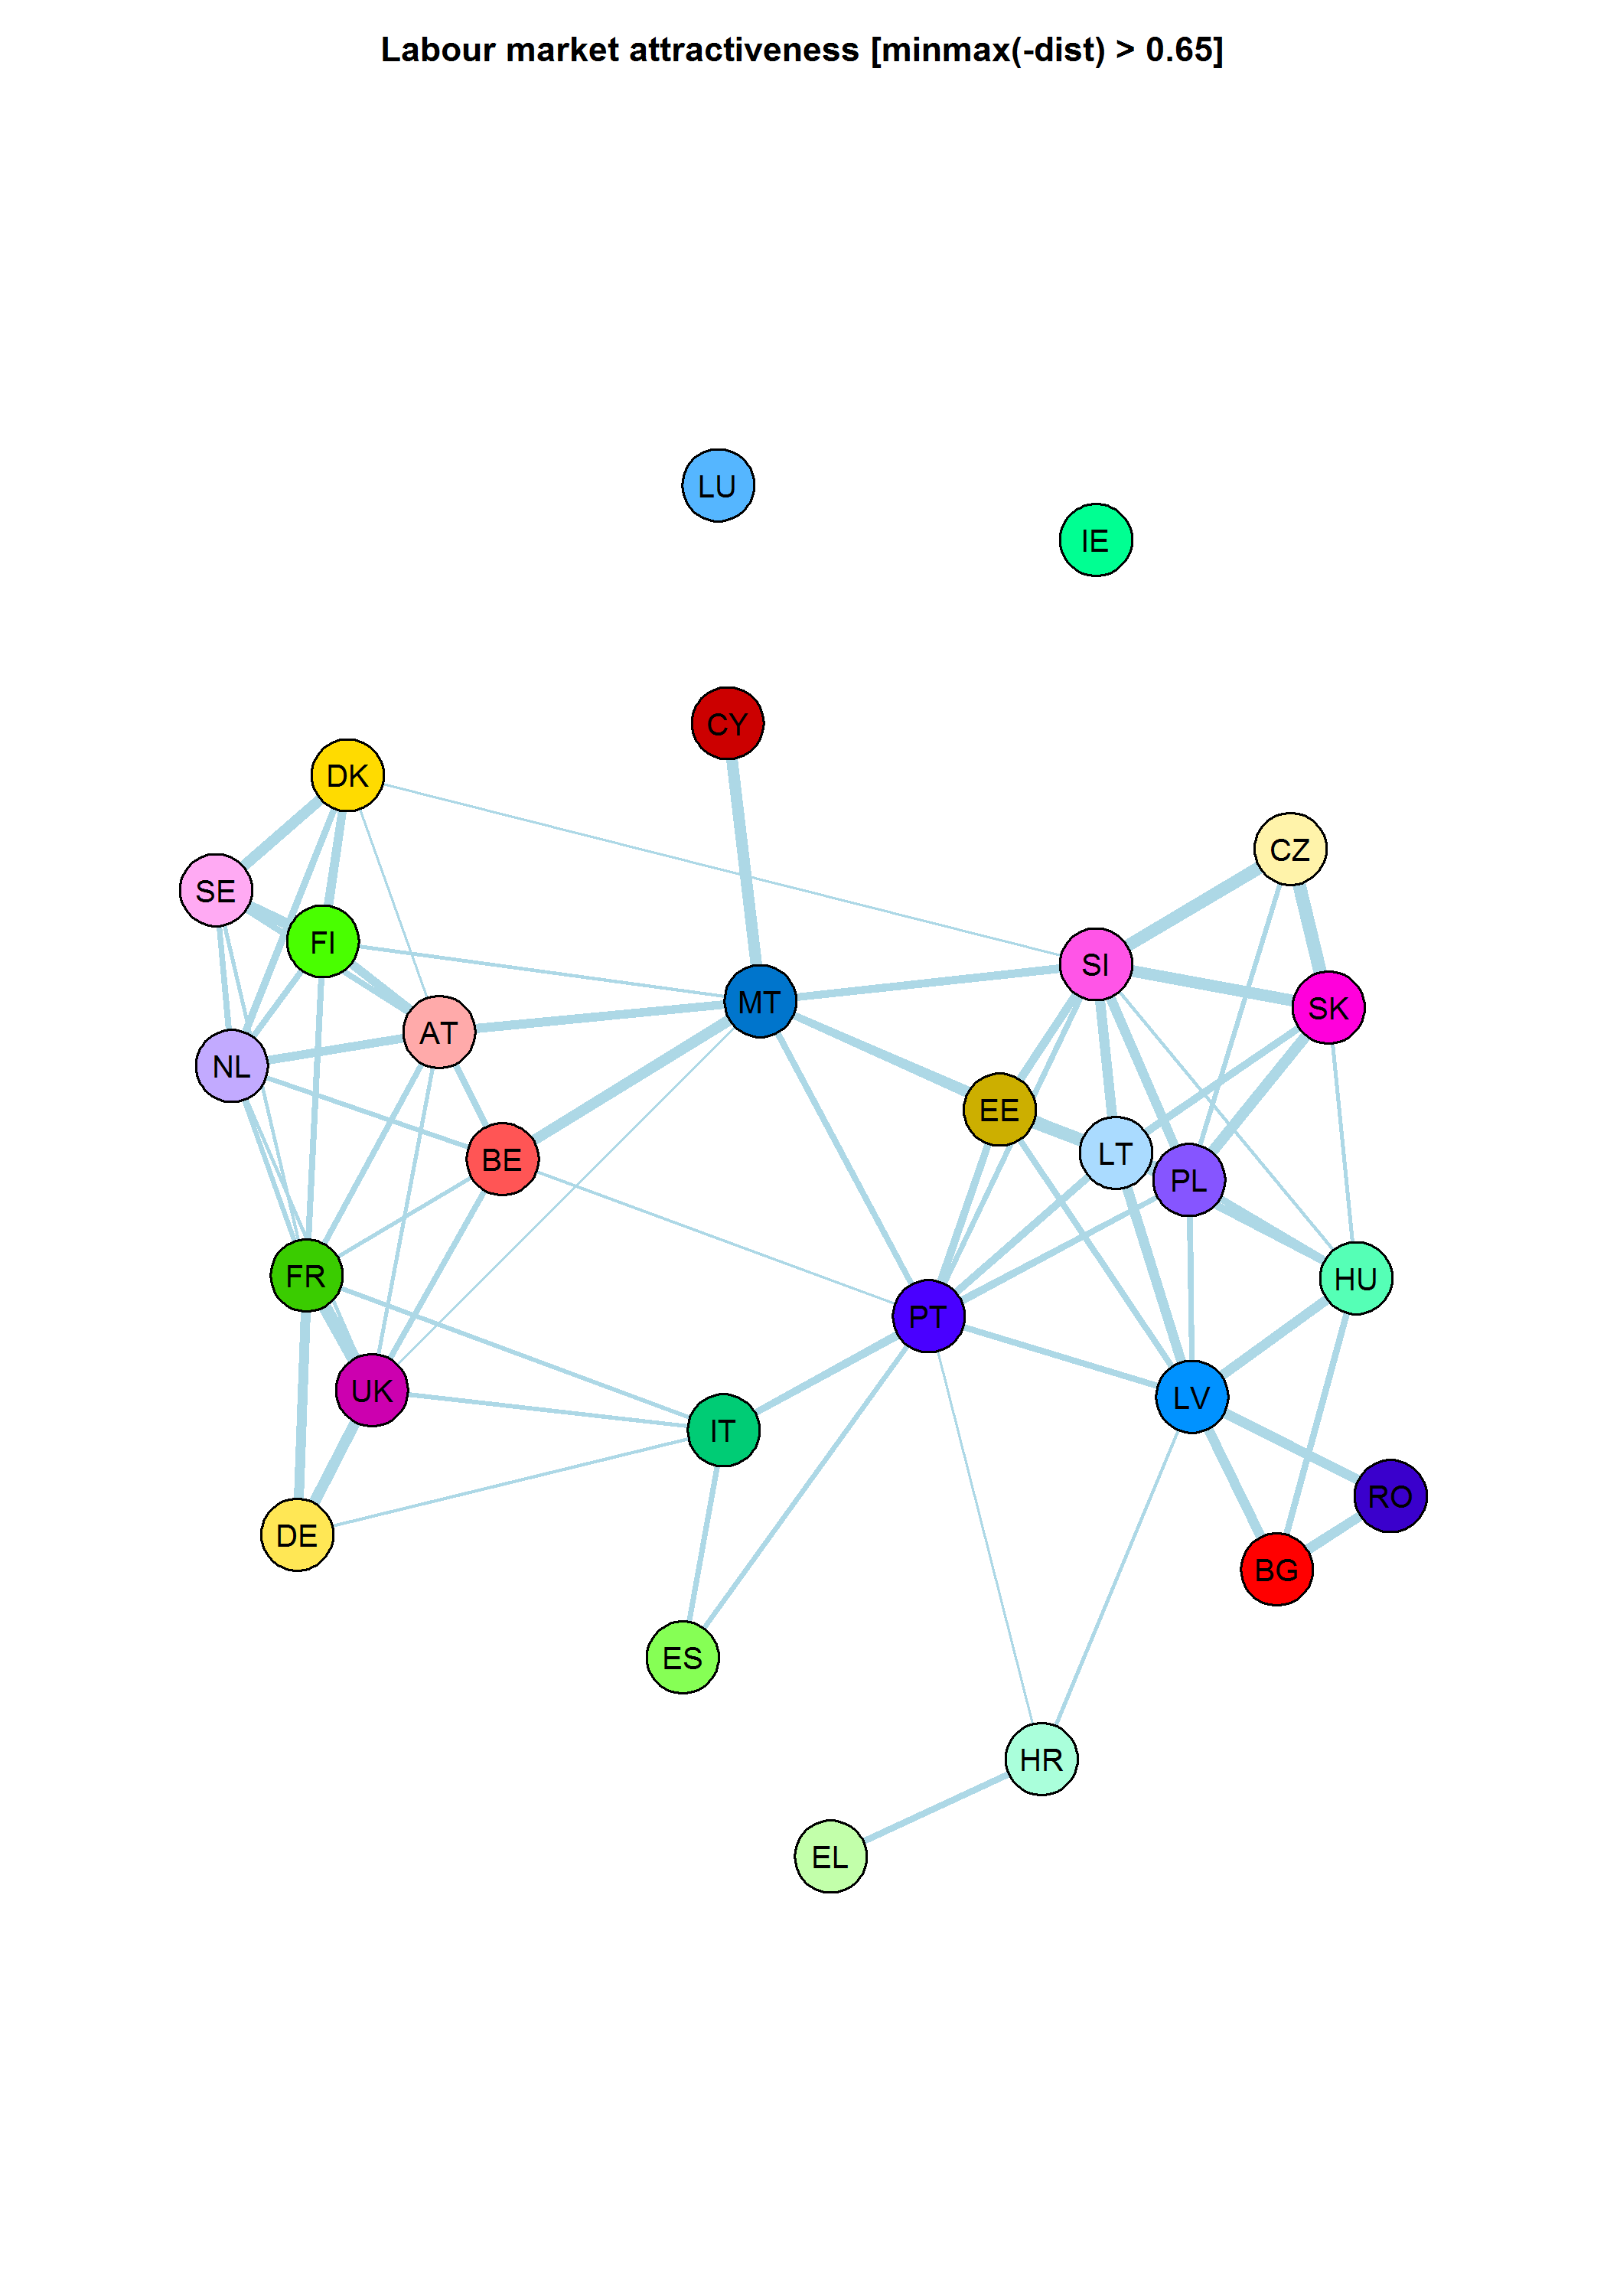 Labour market attractiveness [minmax(-dist) > 0.65]
LU
IE
CY
DK
CZ
SE
FI
SI
MT
SK
AT
NL
EE
LT
BE
PL
FR
HU
PT
UK
LV
IT
RO
DE
BG
ES
HR
EL